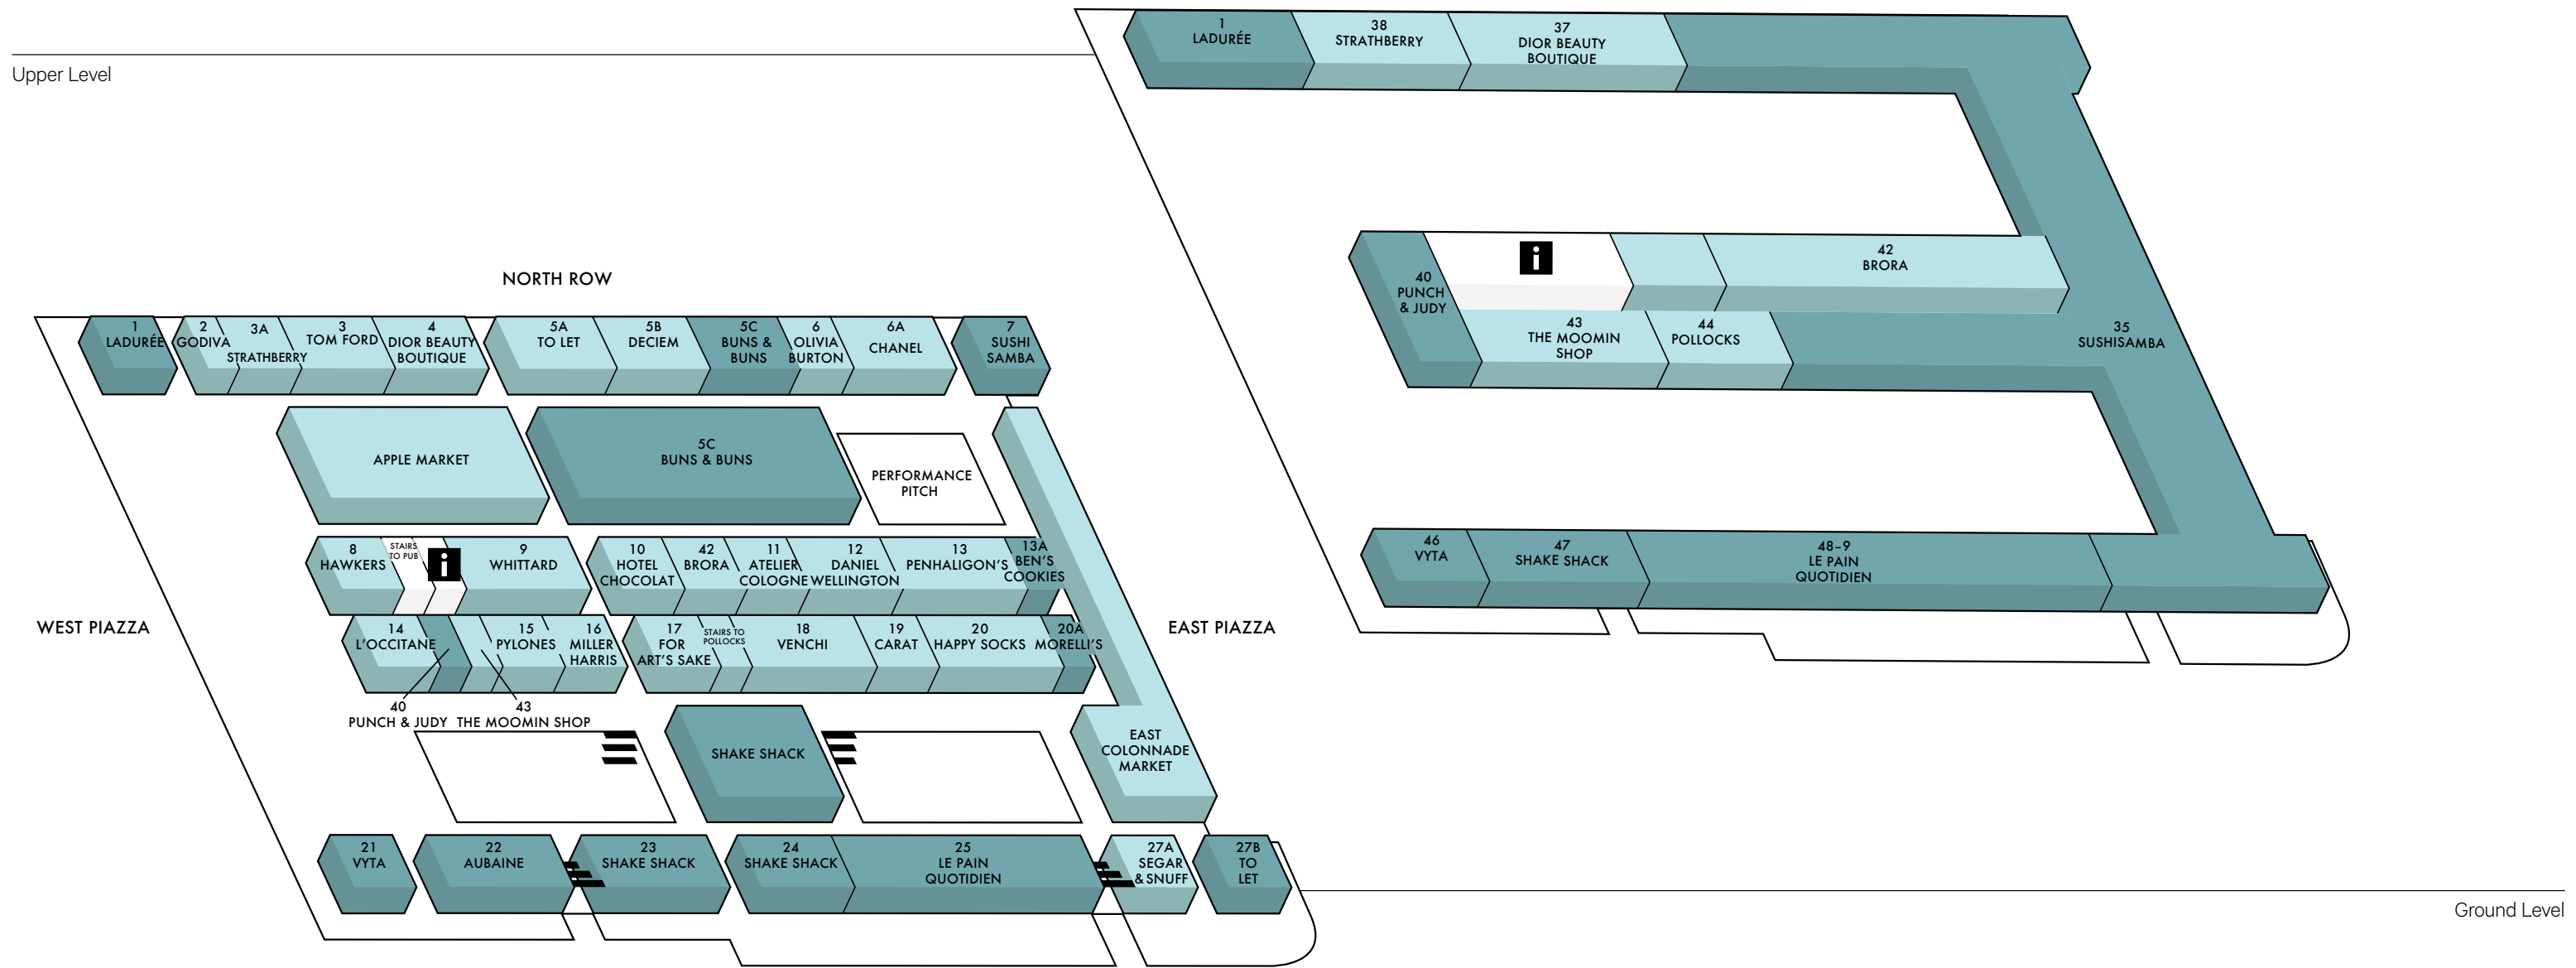 Upper Level
1
LADURÉE
38
STRATHBERRY
37
DIOR BEAUTY
BOUTIQUE
40
PUNCH
& JUDY
i
42
BRORA
43
THE MOOMIN
SHOP
44
POLLOCKS
35
SUSHISAMBA
46
VYTA
47
SHAKE SHACK
48–9
LE PAIN
QUOTIDIEN
NORTH ROW
1
LADURÉE
2
GODIVA
3A
STRATHBERRY
3
TOM FORD
4
DIOR BEAUTY
BOUTIQUE
5A
TO LET
5B
DECIEM
5C
BUNS &
BUNS
6
OLIVIA
BURTON
6A
CHANEL
7
SUSHI
SAMBA
APPLE MARKET
5C
BUNS & BUNS
PERFORMANCE
PITCH
8
HAWKERS
STAIRS
TO PUB
i
9
WHITTARD
10
HOTEL
CHOCOLAT
42
BRORA
11
ATELIER
COLOGNE
12
DANIEL
WELLINGTON
13
PENHALIGON'S
13A
BEN'S
COOKIES
WEST PIAZZA
14
L'OCCITANE
15
PYLONES
16
MILLER
HARRIS
17
FOR
ART'S SAKE
STAIRS TO
POLLOCKS
18
VENCHI
19
CARAT
20
HAPPY SOCKS
20A
MORELLI'S
EAST PIAZZA
40
PUNCH & JUDY
43
THE MOOMIN SHOP
SHAKE SHACK
EAST
COLONNADE
MARKET
21
VYTA
22
AUBAINE
23
SHAKE SHACK
24
SHAKE SHACK
25
LE PAIN
QUOTIDIEN
27A
SEGAR
& SNUFF
27B
TO
LET
Ground Level